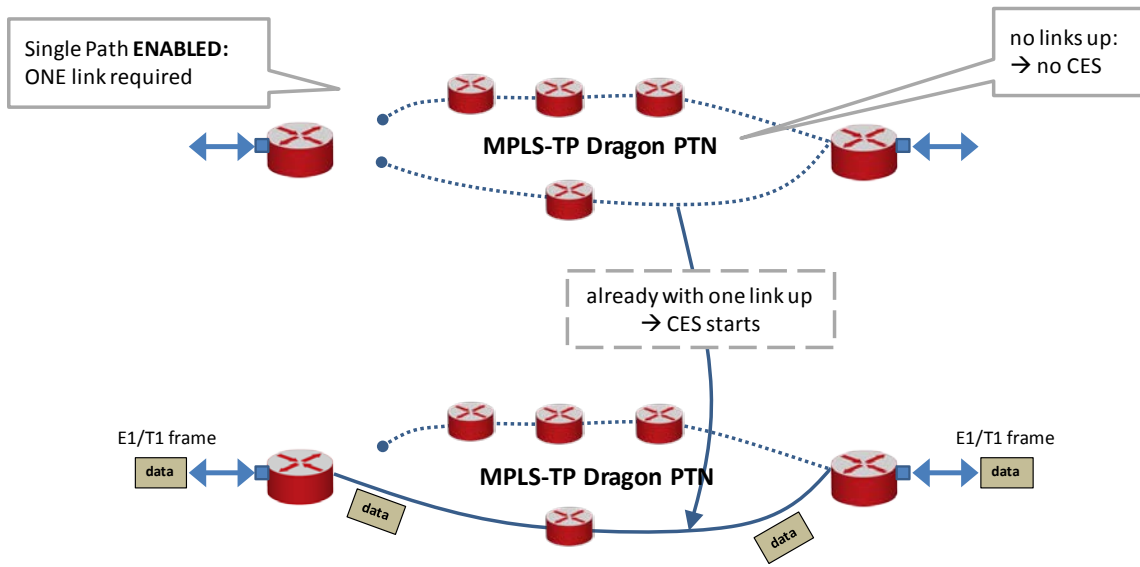 Single Path ENABLED:
ONE link required
no links up:
→ no CES
MPLS-TP Dragon PTN
already with one link up
→ CES starts
E1/T1 frame
data
MPLS-TP Dragon PTN
data
data
E1/T1 frame
data